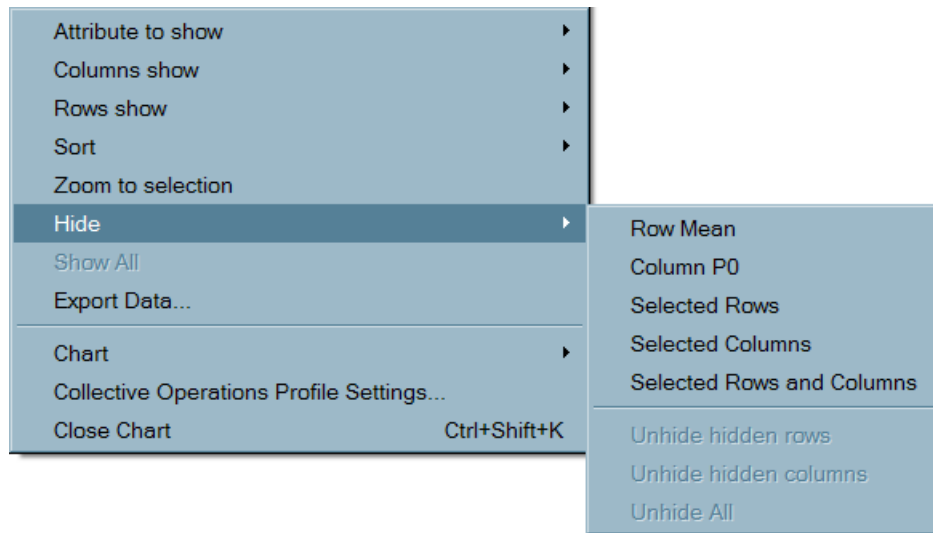 Attribute to show
Columns show
Rows show
Sort
Zoom to selection
Hide
Show All
Export Data...
Chart
Collective Operations Profile Settings...
Close Chart Ctrl+Shift+K
Row Mean
Column P0
Selected Rows
Selected Columns
Selected Rows and Columns
Unhide hidden rows
Unhide hidden columns
Unhide All